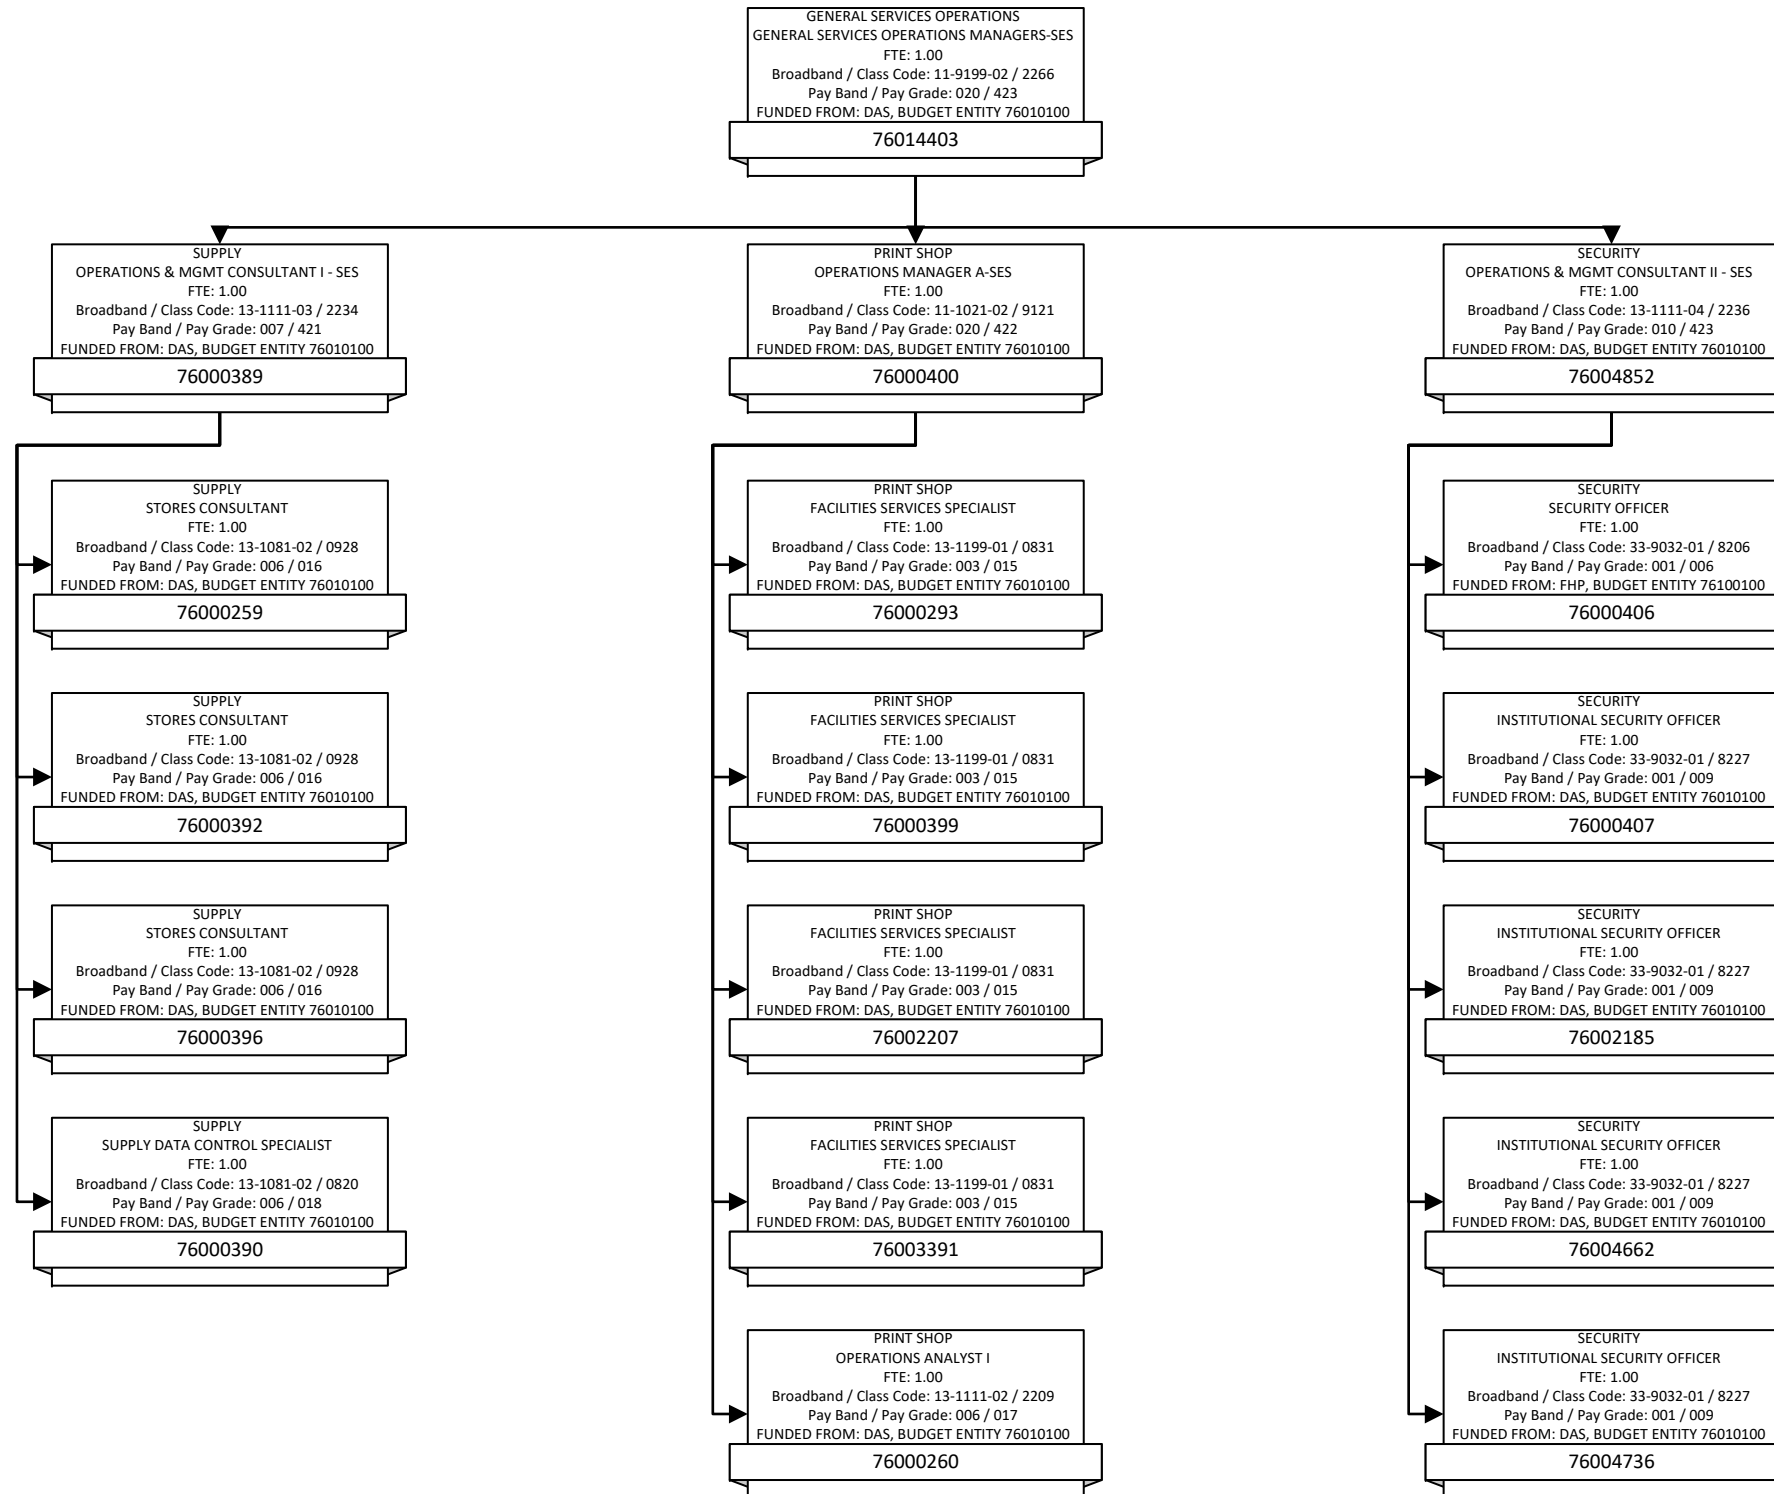 GENERAL SERVICES OPERATIONS
GENERAL SERVICES OPERATIONS MANAGERS-SES
FTE: 1.00
Broadband / Class Code: 11-9199-02 / 2266
Pay Band / Pay Grade: 020 / 423
FUNDED FROM: DAS, BUDGET ENTITY 76010100
76014403
SUPPLY
OPERATIONS & MGMT CONSULTANT I - SES
FTE: 1.00
Broadband / Class Code: 13-1111-03 / 2234
Pay Band / Pay Grade: 007 / 421
FUNDED FROM: DAS, BUDGET ENTITY 76010100
76000389
SUPPLY
STORES CONSULTANT
FTE: 1.00
Broadband / Class Code: 13-1081-02 / 0928
Pay Band / Pay Grade: 006 / 016
FUNDED FROM: DAS, BUDGET ENTITY 76010100
76000259
SUPPLY
STORES CONSULTANT
FTE: 1.00
Broadband / Class Code: 13-1081-02 / 0928
Pay Band / Pay Grade: 006 / 016
FUNDED FROM: DAS, BUDGET ENTITY 76010100
76000392
SUPPLY
STORES CONSULTANT
FTE: 1.00
Broadband / Class Code: 13-1081-02 / 0928
Pay Band / Pay Grade: 006 / 016
FUNDED FROM: DAS, BUDGET ENTITY 76010100
76000396
SUPPLY
SUPPLY DATA CONTROL SPECIALIST
FTE: 1.00
Broadband / Class Code: 13-1081-02 / 0820
Pay Band / Pay Grade: 006 / 018
FUNDED FROM: DAS, BUDGET ENTITY 76010100
76000390
PRINT SHOP
OPERATIONS MANAGER A-SES
FTE: 1.00
Broadband / Class Code: 11-1021-02 / 9121
Pay Band / Pay Grade: 020 / 422
FUNDED FROM: DAS, BUDGET ENTITY 76010100
76000400
PRINT SHOP
FACILITIES SERVICES SPECIALIST
FTE: 1.00
Broadband / Class Code: 13-1199-01 / 0831
Pay Band / Pay Grade: 003 / 015
FUNDED FROM: DAS, BUDGET ENTITY 76010100
76000293
PRINT SHOP
FACILITIES SERVICES SPECIALIST
FTE: 1.00
Broadband / Class Code: 13-1199-01 / 0831
Pay Band / Pay Grade: 003 / 015
FUNDED FROM: DAS, BUDGET ENTITY 76010100
76000399
PRINT SHOP
FACILITIES SERVICES SPECIALIST
FTE: 1.00
Broadband / Class Code: 13-1199-01 / 0831
Pay Band / Pay Grade: 003 / 015
FUNDED FROM: DAS, BUDGET ENTITY 76010100
76002207
PRINT SHOP
FACILITIES SERVICES SPECIALIST
FTE: 1.00
Broadband / Class Code: 13-1199-01 / 0831
Pay Band / Pay Grade: 003 / 015
FUNDED FROM: DAS, BUDGET ENTITY 76010100
76003391
PRINT SHOP
OPERATIONS ANALYST I
FTE: 1.00
Broadband / Class Code: 13-1111-02 / 2209
Pay Band / Pay Grade: 006 / 017
FUNDED FROM: DAS, BUDGET ENTITY 76010100
76000260
SECURITY
OPERATIONS & MGMT CONSULTANT II - SES
FTE: 1.00
Broadband / Class Code: 13-1111-04 / 2236
Pay Band / Pay Grade: 010 / 423
FUNDED FROM: DAS, BUDGET ENTITY 76010100
76004852
SECURITY
SECURITY OFFICER
FTE: 1.00
Broadband / Class Code: 33-9032-01 / 8206
Pay Band / Pay Grade: 001 / 006
FUNDED FROM: FHP, BUDGET ENTITY 76100100
76000406
SECURITY
INSTITUTIONAL SECURITY OFFICER
FTE: 1.00
Broadband / Class Code: 33-9032-01 / 8227
Pay Band / Pay Grade: 001 / 009
FUNDED FROM: DAS, BUDGET ENTITY 76010100
76000407
SECURITY
INSTITUTIONAL SECURITY OFFICER
FTE: 1.00
Broadband / Class Code: 33-9032-01 / 8227
Pay Band / Pay Grade: 001 / 009
FUNDED FROM: DAS, BUDGET ENTITY 76010100
76002185
SECURITY
INSTITUTIONAL SECURITY OFFICER
FTE: 1.00
Broadband / Class Code: 33-9032-01 / 8227
Pay Band / Pay Grade: 001 / 009
FUNDED FROM: DAS, BUDGET ENTITY 76010100
76004662
SECURITY
INSTITUTIONAL SECURITY OFFICER
FTE: 1.00
Broadband / Class Code: 33-9032-01 / 8227
Pay Band / Pay Grade: 001 / 009
FUNDED FROM: DAS, BUDGET ENTITY 76010100
76004736